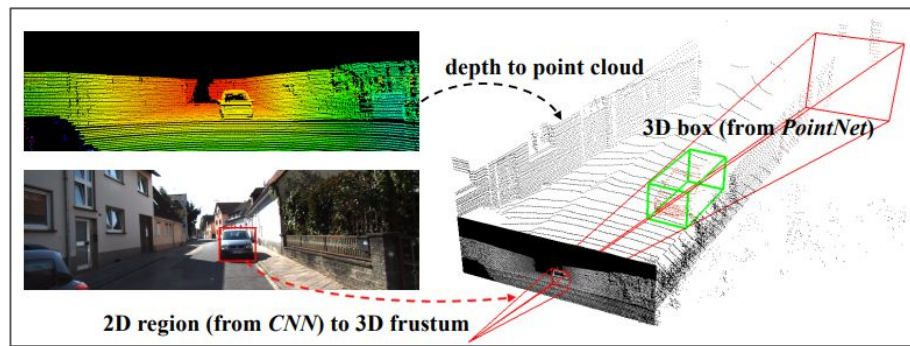 depth to point cloud
3D box (from PointNet)
2D region (from CNN) to 3D frustum